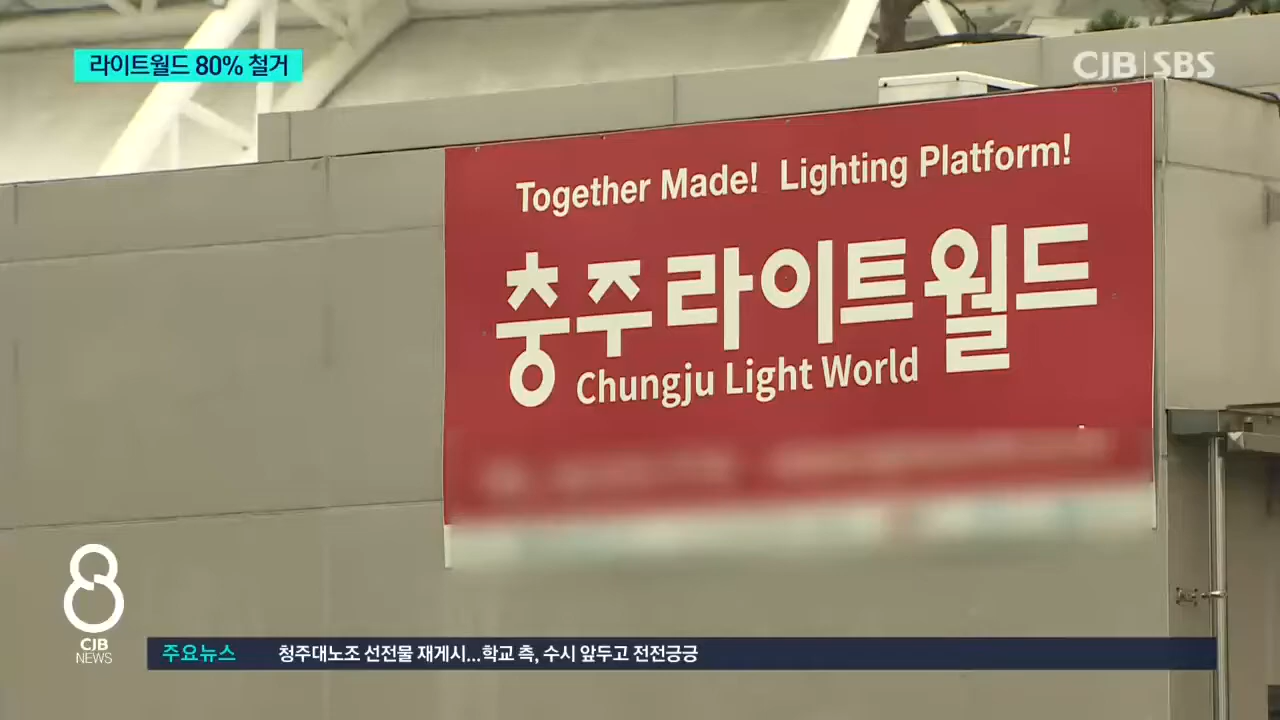 라이트월드 80% 철거
CJB SBS
Together Made! Lighting Platform!
충주라이트월드
Chungju Light World
8
CJB
NEWS
주요뉴스 청주대노조 선전물 재게시...학교 측, 수시 앞두고 전전긍긍